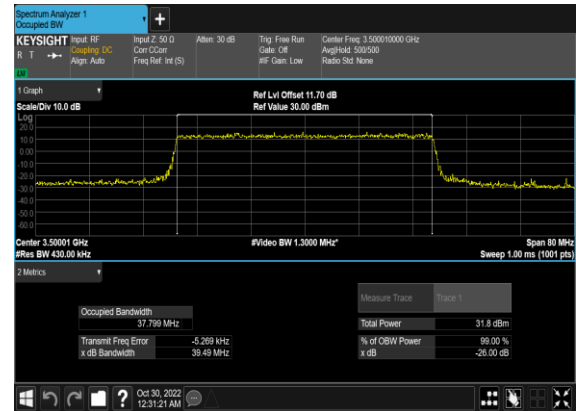 Spectrum Analyzer 1
Occupied BW
+
KEYSIGHT
R T
Input: RF
Coupling: DC
Align: Auto
Input Z: 50 Ω
Corr CCorr
Freq Ref: Int (S)
Atten: 30 dB
Trig: Free Run
Gate: Off
#IF Gain: Low
Center Freq: 3.500010000 GHz
Avg|Hold: 500/500
Radio Std: None
1 Graph
Scale/Div 10.0 dB
Ref Lvl Offset 11.70 dB
Ref Value 30.00 dBm
Log
20.0
10.0
0.00
-10.0
-20.0
-30.0
-40.0
-50.0
-60.0
Center 3.50001 GHz
#Res BW 430.00 kHz
#Video BW 1.3000 MHz*
Span 80 MHz
Sweep 1.00 ms (1001 pts)
2 Metrics
Measure Trace
Trace 1
Occupied Bandwidth
37.799 MHz
Total Power 31.8 dBm
Transmit Freq Error -5.269 kHz
% of OBW Power 99.00 %
x dB Bandwidth 39.49 MHz
x dB -26.00 dB
?
Oct 30, 2022
12:31:21 AM